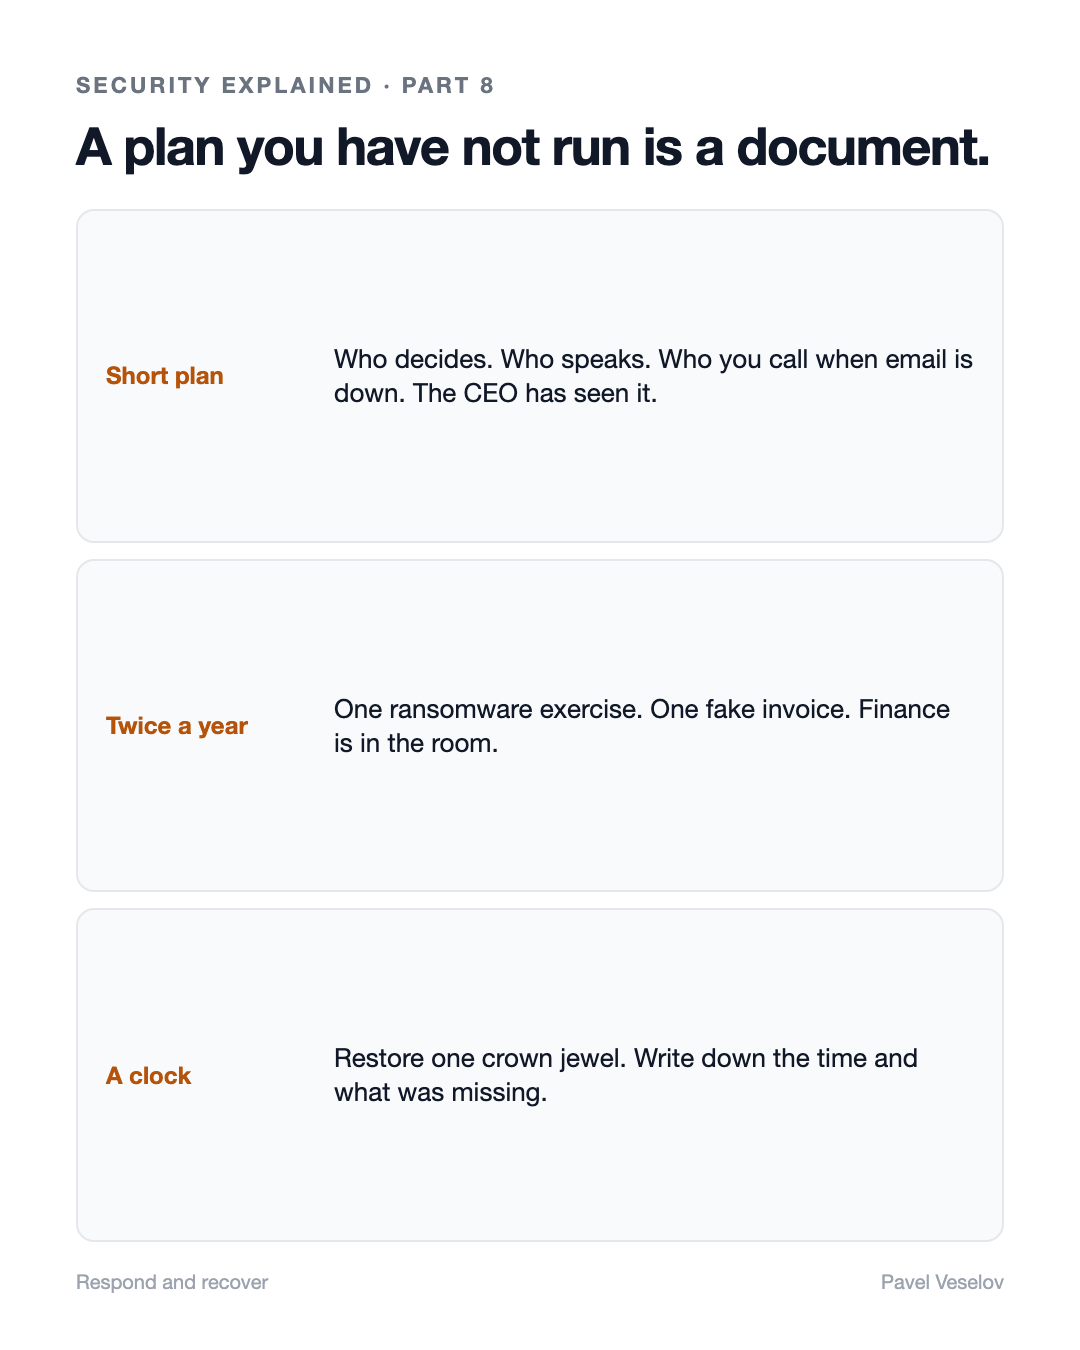 SECURITY EXPLAINED · PART 8
A plan you have not run is a document.
Short plan
Who decides. Who speaks. Who you call when email is
down. The CEO has seen it.
Twice a year
One ransomware exercise. One fake invoice. Finance
is in the room.
A clock
Restore one crown jewel. Write down the time and
what was missing.
Respond and recover
Pavel Veselov